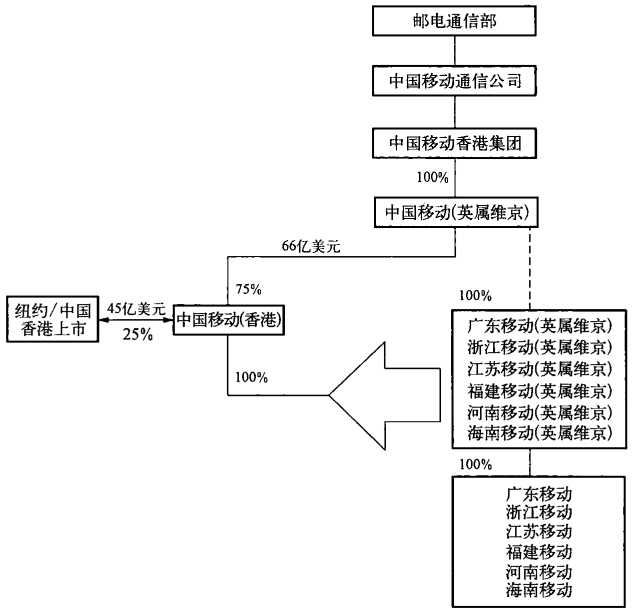 邮电通信部
中国移动通信公司
中国移动香港集团
100%
中国移动(英属维京)
66亿美元
75%
100%
纽约/中国
香港上市
45亿美元
25%
中国移动(香港)
100%
广东移动(英属维京)
浙江移动(英属维京)
江苏移动(英属维京)
福建移动(英属维京)
河南移动(英属维京)
海南移动(英属维京)
100%
广东移动
浙江移动
江苏移动
福建移动
河南移动
海南移动